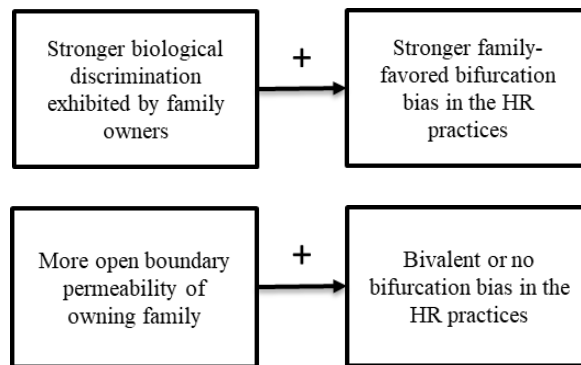 Stronger biological
discrimination
exhibited by family
owners
+
Stronger family-
favored bifurcation
bias in the HR
practices
More open boundary
permeability of
owning family
+
Bivalent or no
bifurcation bias in the
HR practices